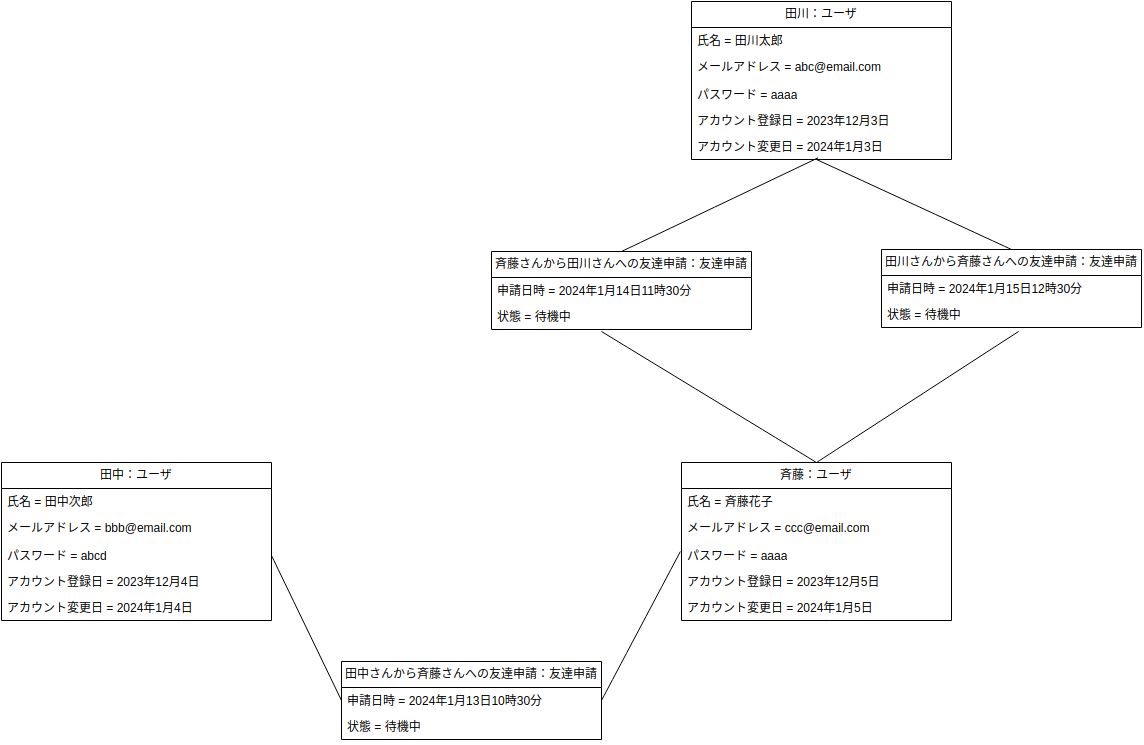 田川：ユーザ
氏名 = 田川太郎
メールアドレス = abc@email.com
パスワード = aaaa
アカウント登録日 = 2023年12月3日
アカウント変更日 = 2024年1月3日
斉藤さんから田川さんへの友達申請：友達申請
申請日時 = 2024年1月14日11時30分
状態 = 待機中
田川さんから斉藤さんへの友達申請：友達申請
申請日時 = 2024年1月15日12時30分
状態 = 待機中
田中：ユーザ
氏名 = 田中次郎
メールアドレス = bbb@email.com
パスワード = abcd
アカウント登録日 = 2023年12月4日
アカウント変更日 = 2024年1月4日
斉藤：ユーザ
氏名 = 斉藤花子
メールアドレス = ccc@email.com
パスワード = aaaa
アカウント登録日 = 2023年12月5日
アカウント変更日 = 2024年1月5日
田中さんから斉藤さんへの友達申請：友達申請
申請日時 = 2024年1月13日10時30分
状態 = 待機中